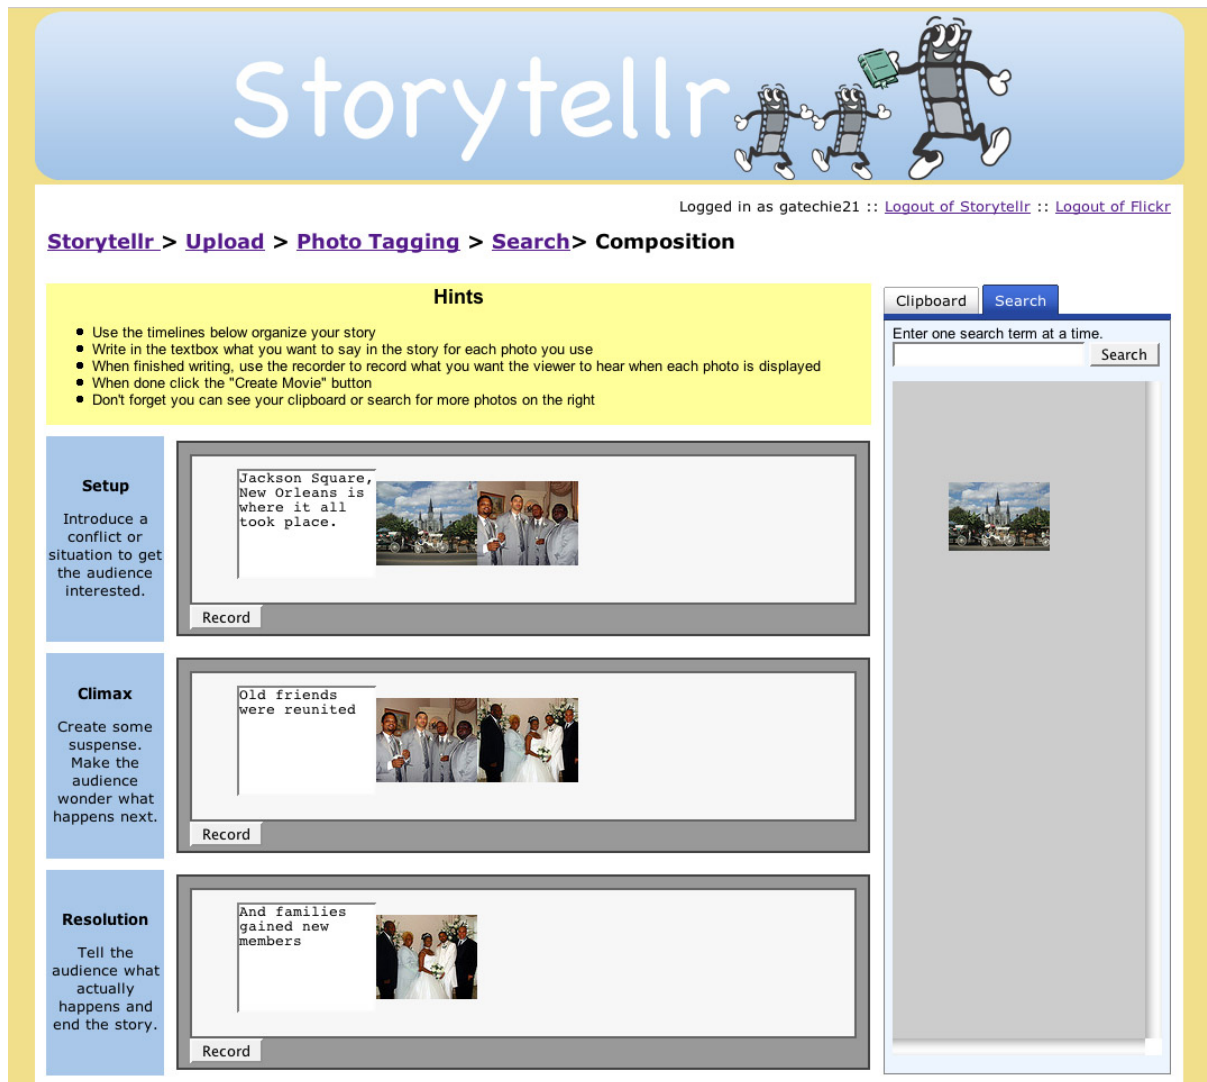 Storytellr
Logged in as gatechie21 :: Logout of Storytellr :: Logout of Flickr
Storytellr > Upload > Photo Tagging > Search> Composition
Hints
Use the timelines below organize your story
Write in the textbox what you want to say in the story for each photo you use
When finished writing, use the recorder to record what you want the viewer to hear when each photo is displayed
When done click the "Create Movie" button
Don't forget you can see your clipboard or search for more photos on the right
Clipboard
Search
Enter one search term at a time.
Search
Setup
Introduce a
conflict or
situation to get
the audience
interested.
Jackson Square,
New Orleans is
where it all
took place.
Record
Climax
Create some
suspense.
Make the
audience
wonder what
happens next.
Old friends
were reunited
Record
Resolution
Tell the
audience what
actually
happens and
end the story.
And families
gained new
members
Record